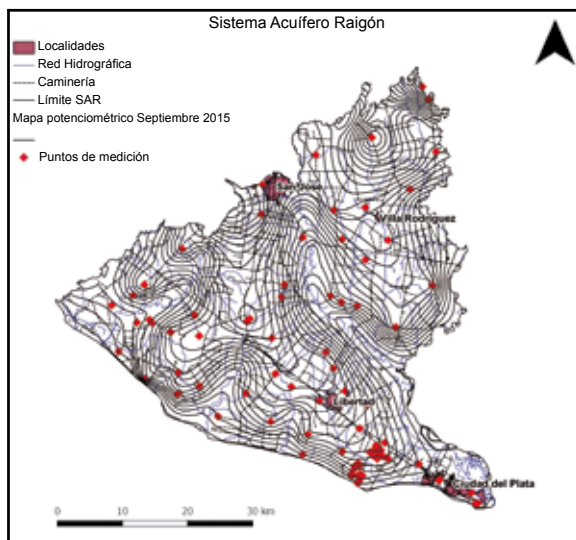 Sistema Acuífero Raigón
Localidades
Red Hidrográfica
Caminería
Límite SAR
Mapa potenciométrico Septiembre 2015
Puntos de medición
San José
Villa Rodríguez
Libertad
Ciudad del Plata
0 10 20 30 km